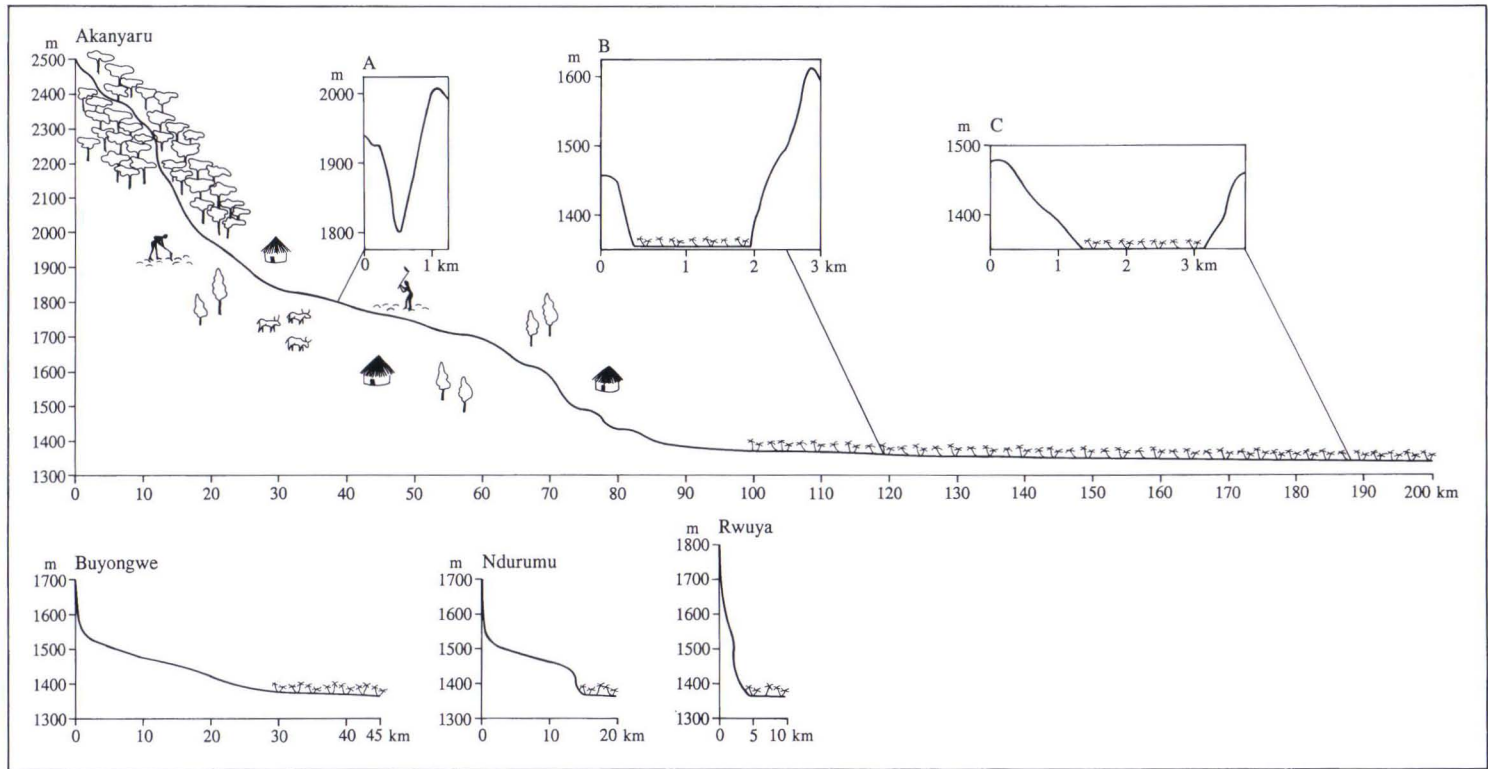 Akanyaru
m
2500
2400
2300
2200
2100
2000
1900
1800
1700
1600
1500
1400
1300
0 10 20 30 40 50 60 70 80 90 100 110 120 130 140 150 160 170 180 190 200 km
A
m
2000
1900
1800
0 1 km
B
m
1600
1500
1400
0 1 2 3 km
m C
1500
1400
0 1 2 3 km
m Buyongwe
1700
1600
1500
1400
1300
0 10 20 30 40 45 km
m Ndurumu
1700
1600
1500
1400
1300
0 10 20 km
m Rwuya
1800
1700
1600
1500
1400
1300
0 5 10 km